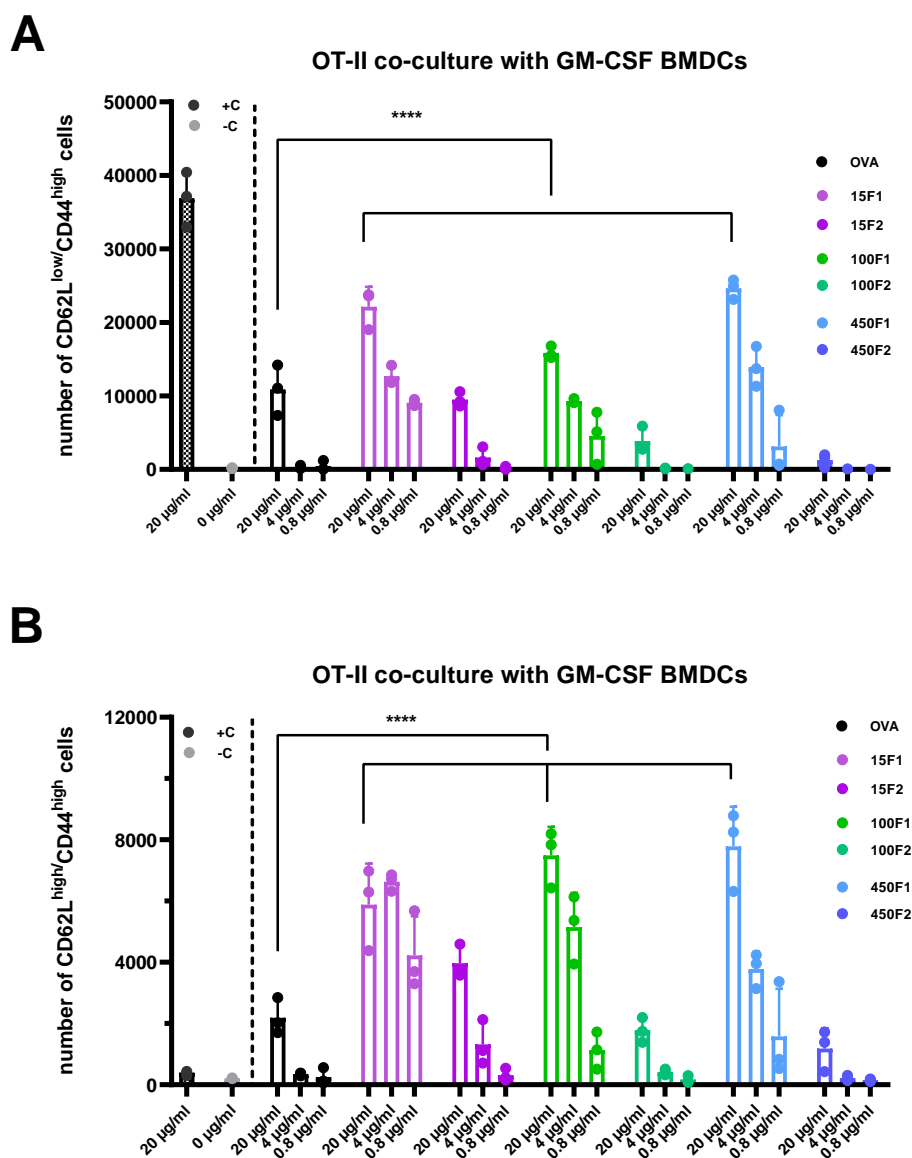 A
OT-II co-culture with GM-CSF BMDCs
number of CD62L^low/CD44^high cells
50000
40000
30000
20000
10000
0
+C
-C
****
OVA
15F1
15F2
100F1
100F2
450F1
450F2
20 µg/ml
0 µg/ml
20 µg/ml
4 µg/ml
0.8 µg/ml
20 µg/ml
4 µg/ml
0.8 µg/ml
20 µg/ml
4 µg/ml
0.8 µg/ml
20 µg/ml
4 µg/ml
0.8 µg/ml
20 µg/ml
4 µg/ml
0.8 µg/ml
20 µg/ml
4 µg/ml
0.8 µg/ml
20 µg/ml
4 µg/ml
0.8 µg/ml
B
OT-II co-culture with GM-CSF BMDCs
number of CD62L^high/CD44^high cells
12000
8000
4000
0
+C
-C
****
OVA
15F1
15F2
100F1
100F2
450F1
450F2
20 µg/ml
0 µg/ml
20 µg/ml
4 µg/ml
0.8 µg/ml
20 µg/ml
4 µg/ml
0.8 µg/ml
20 µg/ml
4 µg/ml
0.8 µg/ml
20 µg/ml
4 µg/ml
0.8 µg/ml
20 µg/ml
4 µg/ml
0.8 µg/ml
20 µg/ml
4 µg/ml
0.8 µg/ml
20 µg/ml
4 µg/ml
0.8 µg/ml